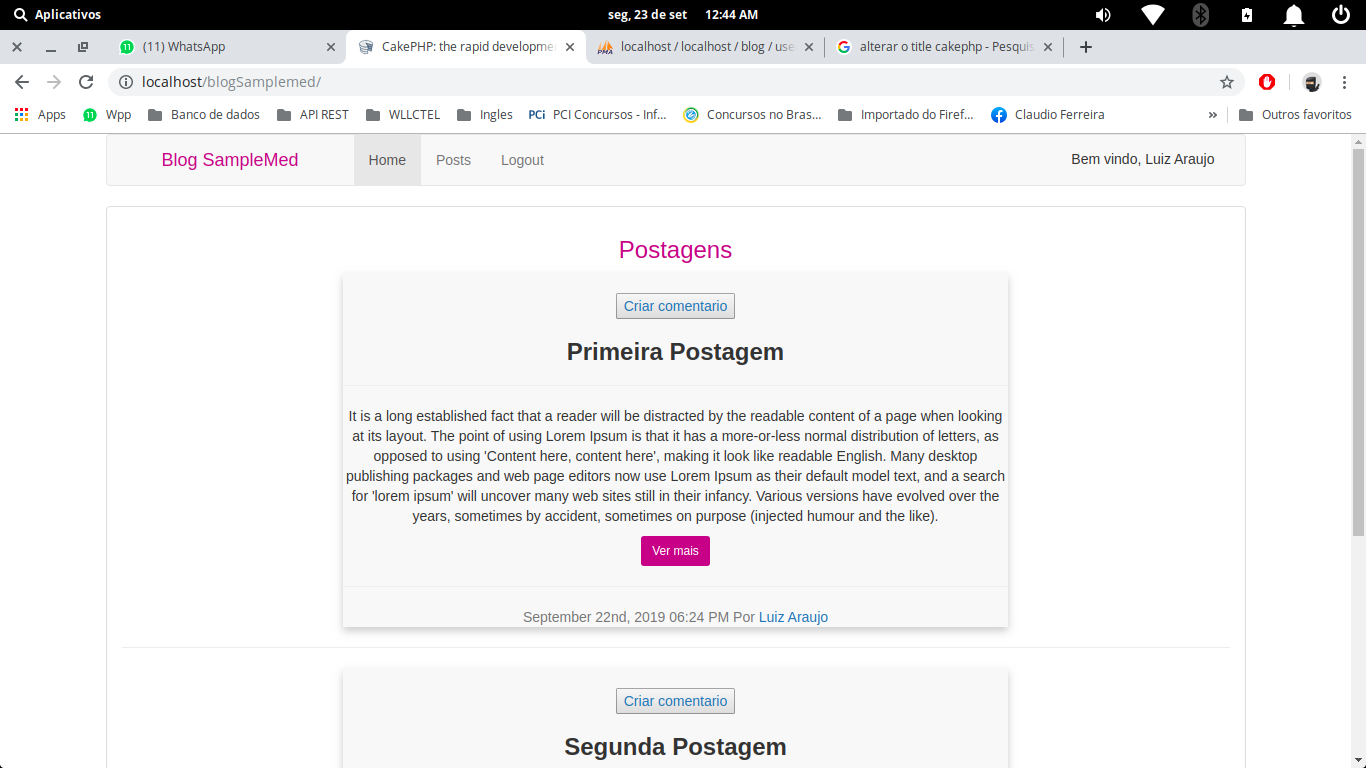 Aplicativos
seg, 23 de set 12:44 AM
(11) WhatsApp
CakePHP: the rapid developme
localhost / localhost / blog / use
alterar o title cakephp - Pesquis
localhost/blogSamplemed/
Apps
Wpp
Banco de dados
API REST
WLLCTEL
Ingles
PCi PCI Concursos - Inf...
Concursos no Bras...
Importado do Firef...
Claudio Ferreira
»
Outros favoritos
Blog SampleMed
Home
Posts
Logout
Bem vindo, Luiz Araujo
Postagens
Criar comentario
Primeira Postagem
It is a long established fact that a reader will be distracted by the readable content of a page when looking
at its layout. The point of using Lorem Ipsum is that it has a more-or-less normal distribution of letters, as
opposed to using 'Content here, content here', making it look like readable English. Many desktop
publishing packages and web page editors now use Lorem Ipsum as their default model text, and a search
for 'lorem ipsum' will uncover many web sites still in their infancy. Various versions have evolved over the
years, sometimes by accident, sometimes on purpose (injected humour and the like).
Ver mais
September 22nd, 2019 06:24 PM Por Luiz Araujo
Criar comentario
Segunda Postagem